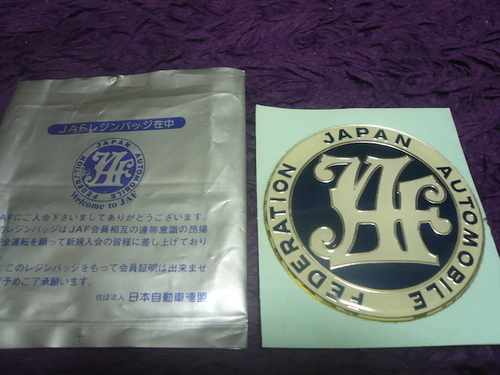 JAFレジンバッジ在中
JAPAN AUTOMOBILE FEDERATION
JAF
Welcome to JAF
AFにご入会下さいましてありがとうございます。
のレジンバッジはJAF会員相互の連帯意識の昂揚
全運転を願って新規入会の皆様に差し上げており
このレジンバッジをもって会員証明は出来ませ
予めご了承願います。
社団法人 日本自動車連盟
JAPAN AUTOMOBILE FEDERATION
JAF